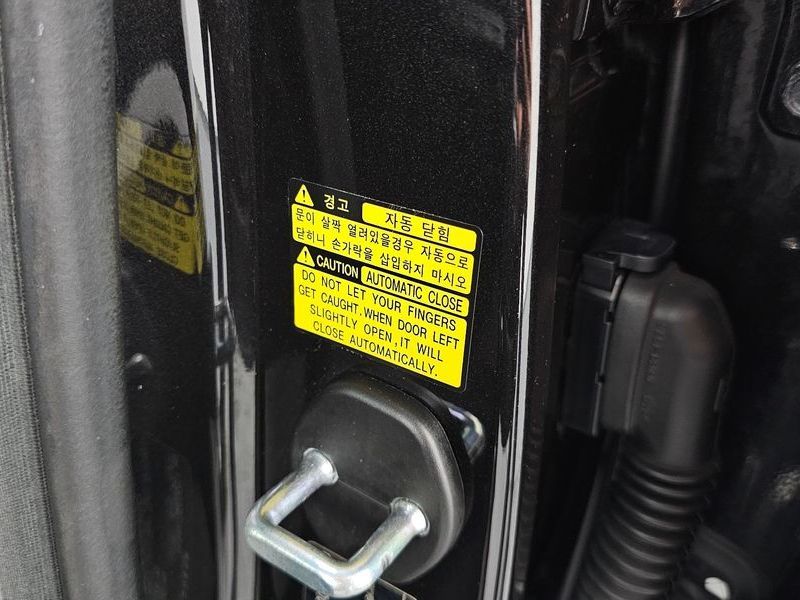 경고 자동 닫힘
문이 살짝 열려있을경우 자동으로
닫히니 손가락을 삽입하지 마시오
CAUTION AUTOMATIC CLOSE
DO NOT LET YOUR FINGERS
GET CAUGHT.WHEN DOOR LEFT
SLIGHTLY OPEN,IT WILL
CLOSE AUTOMATICALLY.